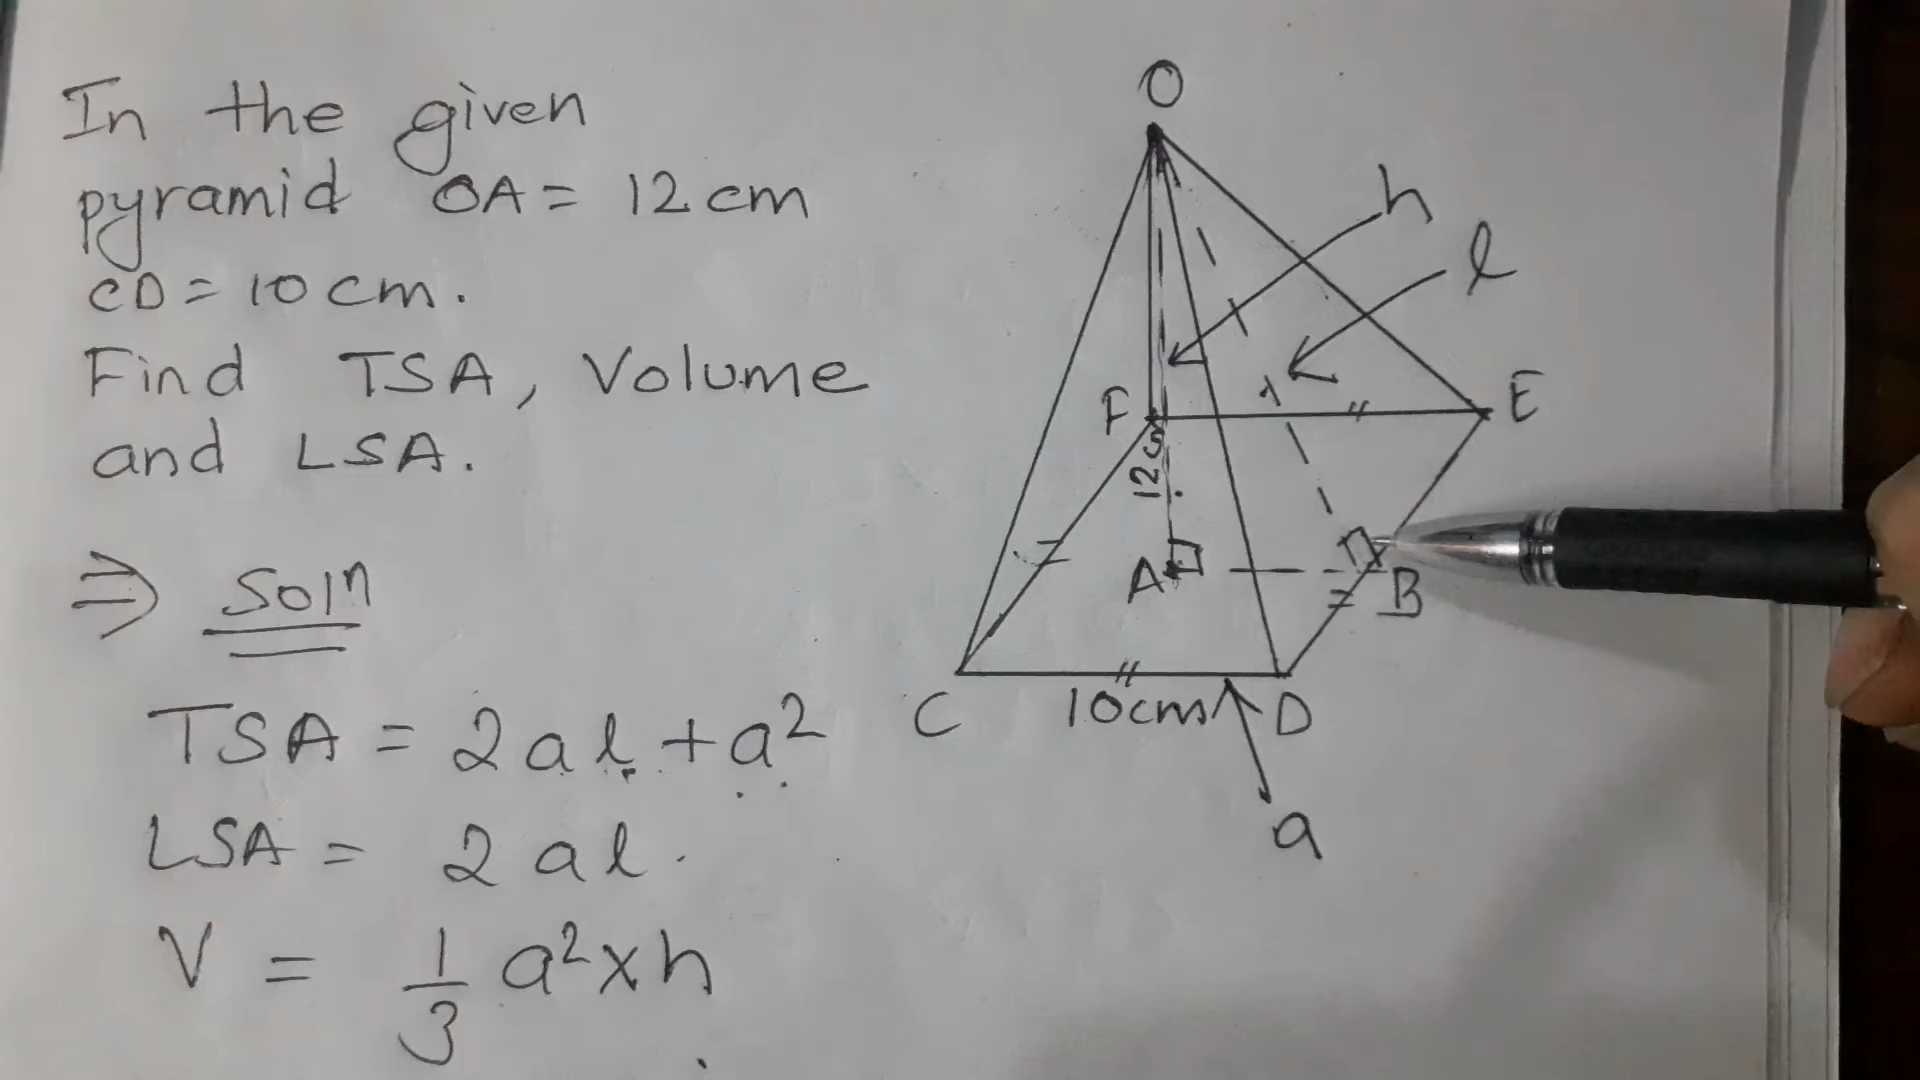 In the given
pyramid OA = 12 cm
CD = 10 cm.
Find TSA, Volume
and LSA.
⇒ Soln
TSA = 2al + a²
LSA = 2al.
V = 1/3 a² × h
O
h
l
F
E
A
B
C
10cm
D
a